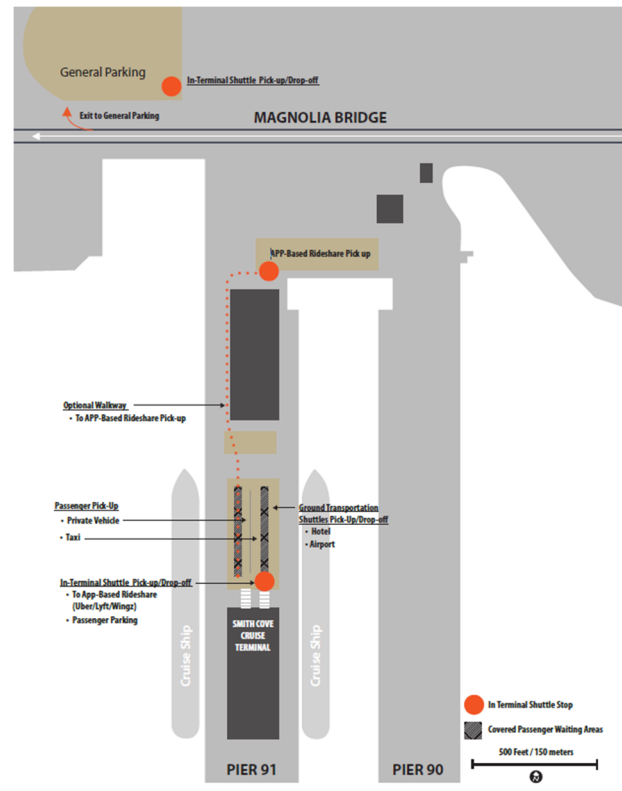 General Parking
In-Terminal Shuttle Pick-up/Drop-off
Exit to General Parking
MAGNOLIA BRIDGE
APP-Based Rideshare Pick up
Optional Walkway
• To APP-Based Rideshare Pick-up
Passenger Pick-Up
• Private Vehicle
• Taxi
Ground Transportation
Shuttles Pick-Up/Drop-off
• Hotel
• Airport
In-Terminal Shuttle Pick-up/Drop-off
• To App-Based Rideshare
(Uber/Lyft/Wingz)
• Passenger Parking
Cruise Ship
SMITH COVE
CRUISE
TERMINAL
Cruise Ship
In Terminal Shuttle Stop
Covered Passenger Waiting Areas
500 Feet / 150 meters
PIER 91
PIER 90